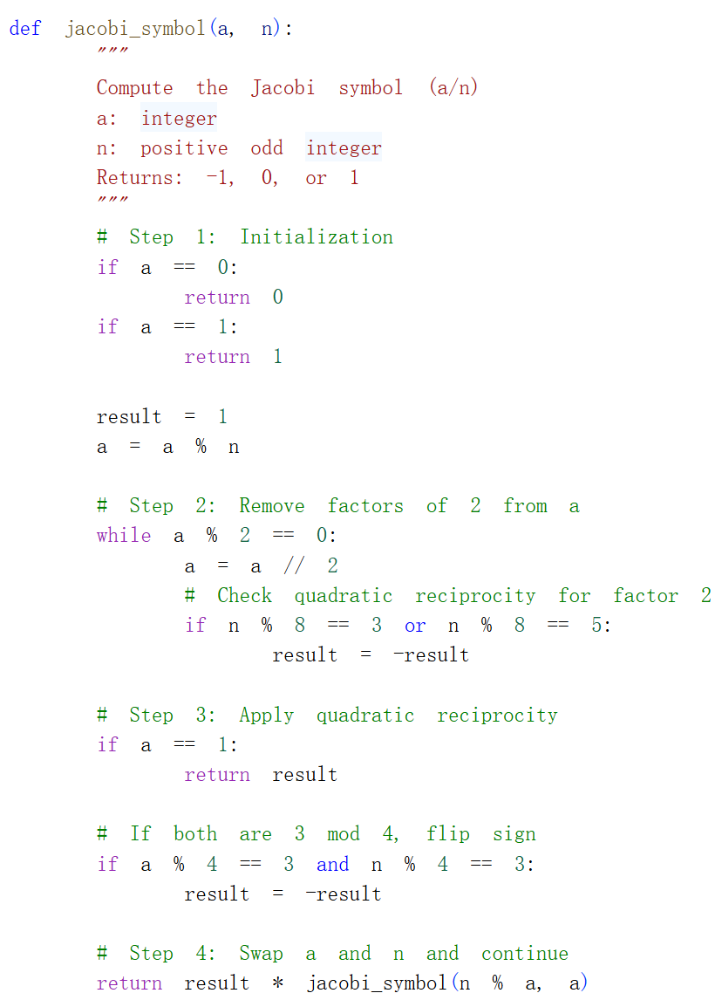 def jacobi_symbol(a, n):
"""
Compute the Jacobi symbol (a/n)
a: integer
n: positive odd integer
Returns: -1, 0, or 1
"""
# Step 1: Initialization
if a == 0:
return 0
if a == 1:
return 1
result = 1
a = a % n
# Step 2: Remove factors of 2 from a
while a % 2 == 0:
a = a // 2
# Check quadratic reciprocity for factor 2
if n % 8 == 3 or n % 8 == 5:
result = -result
# Step 3: Apply quadratic reciprocity
if a == 1:
return result
# If both are 3 mod 4, flip sign
if a % 4 == 3 and n % 4 == 3:
result = -result
# Step 4: Swap a and n and continue
return result * jacobi_symbol(n % a, a)